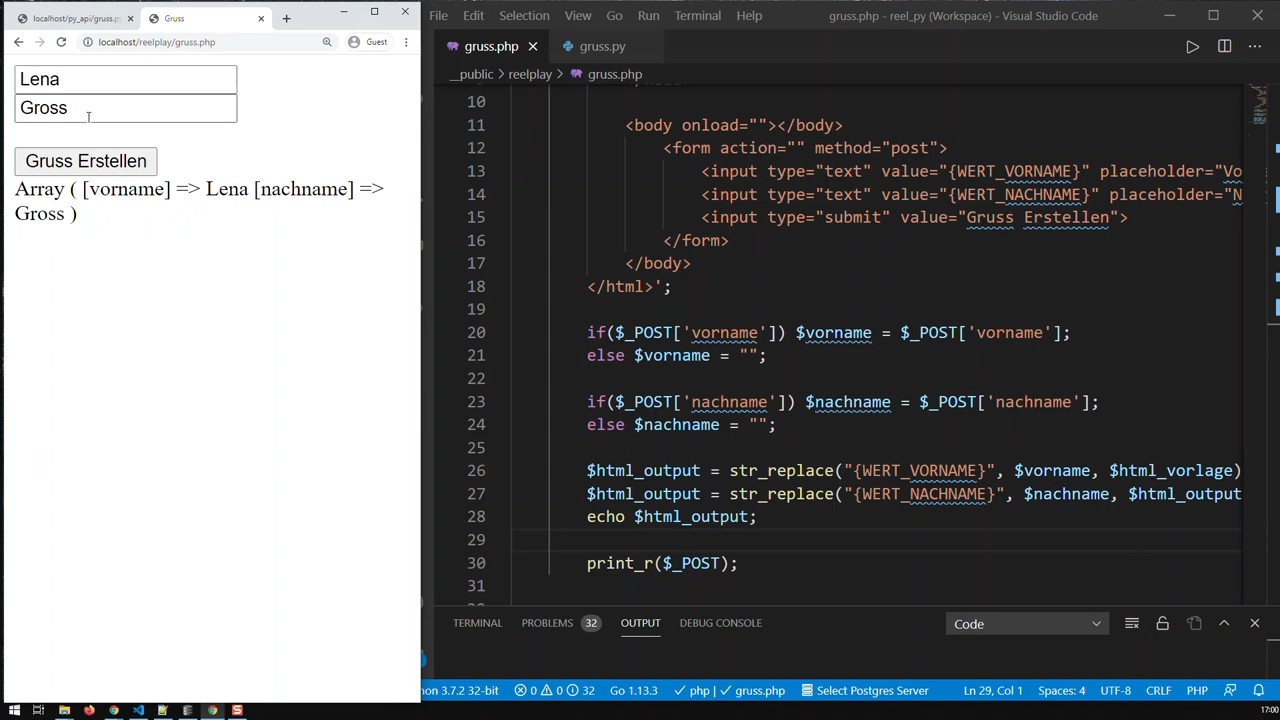 localhost/py_api/gruss.py
Gruss
localhost/reelplay/gruss.php
Guest
Lena
Gross
Gruss Erstellen
Array ( [vorname] => Lena [nachname] =>
Gross )
File Edit Selection View Go Run Terminal Help gruss.php - reel_py (Workspace) - Visual Studio Code
gruss.php
gruss.py
__public > reelplay > gruss.php
10
11 <body onload=""></body>
12 <form action="" method="post">
13 <input type="text" value="{WERT_VORNAME}" placeholder="Vo
14 <input type="text" value="{WERT_NACHNAME}" placeholder="N
15 <input type="submit" value="Gruss Erstellen">
16 </form>
17 </body>
18 </html>';
19
20 if($_POST['vorname']) $vorname = $_POST['vorname'];
21 else $vorname = "";
22
23 if($_POST['nachname']) $nachname = $_POST['nachname'];
24 else $nachname = "";
25
26 $html_output = str_replace("{WERT_VORNAME}", $vorname, $html_vorlage)
27 $html_output = str_replace("{WERT_NACHNAME}", $nachname, $html_output
28 echo $html_output;
29
30 print_r($_POST);
31
TERMINAL PROBLEMS 32 OUTPUT DEBUG CONSOLE Code
on 3.7.2 32-bit 0 0 32 Go 1.13.3 php gruss.php Select Postgres Server Ln 29, Col 1 Spaces: 4 UTF-8 CRLF PHP
17:00